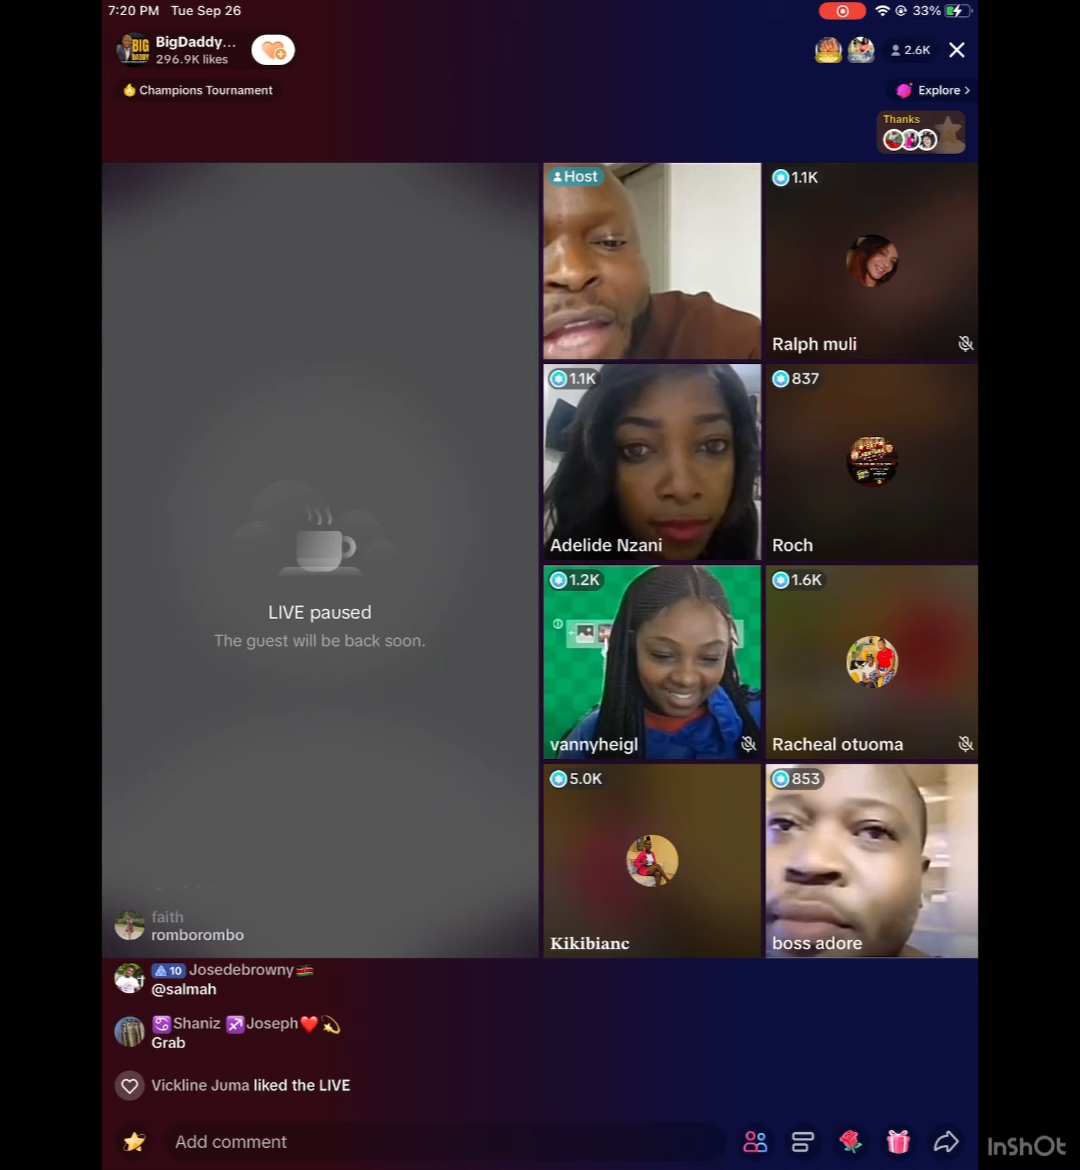 7:20 PM Tue Sep 26
33%
BIG
DADDY
BigDaddy...
296.9K likes
2.6K
Champions Tournament
Explore >
Thanks
Host
1.1K
Ralph muli
1.1K
837
Adelide Nzani
Roch
LIVE paused
The guest will be back soon.
1.2K
1.6K
vannyheigl
Racheal otuoma
5.0K
853
Kikibianc
boss adore
faith
romborombo
10 Josedebrowny
@salmah
Shaniz Joseph
Grab
Vickline Juma liked the LIVE
Add comment
InShOt